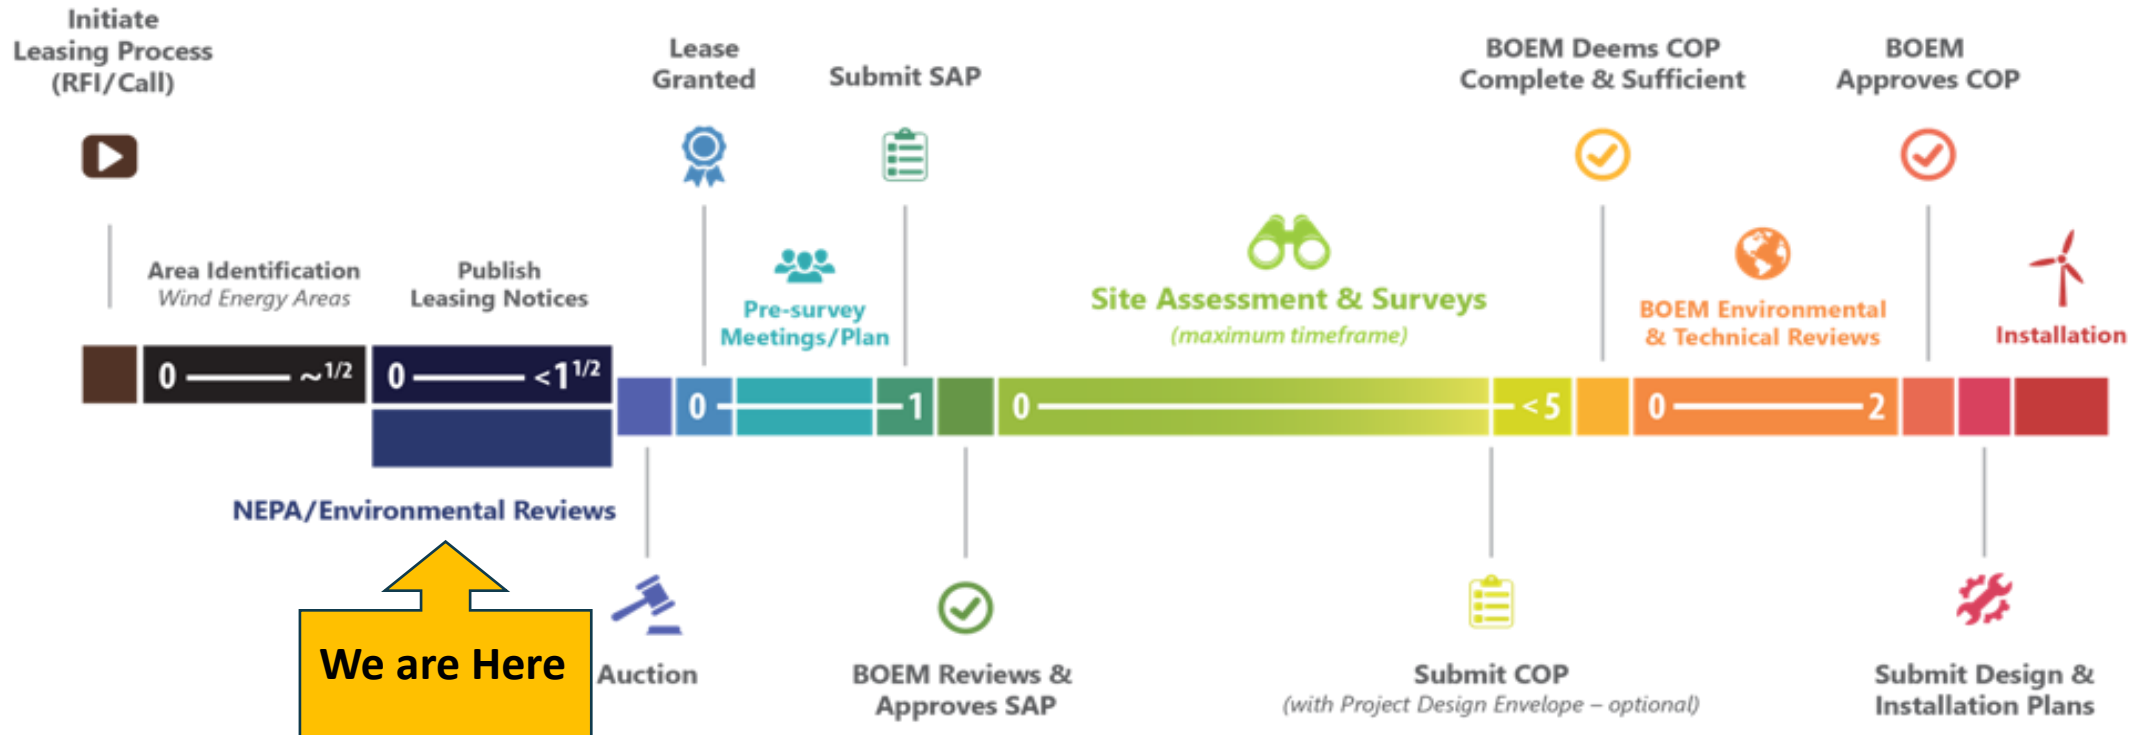 Initiate
Leasing Process
(RFI/Call)
Lease
Granted
Submit SAP
BOEM Deems COP
Complete & Sufficient
BOEM
Approves COP
Area Identification
Wind Energy Areas
Publish
Leasing Notices
Pre-survey
Meetings/Plan
Site Assessment & Surveys
(maximum timeframe)
BOEM Environmental
& Technical Reviews
Installation
0 ~1/2
0 <1 1/2
0 1
0 <5
0 2
NEPA/Environmental Reviews
We are Here
Auction
BOEM Reviews &
Approves SAP
Submit COP
(with Project Design Envelope – optional)
Submit Design &
Installation Plans